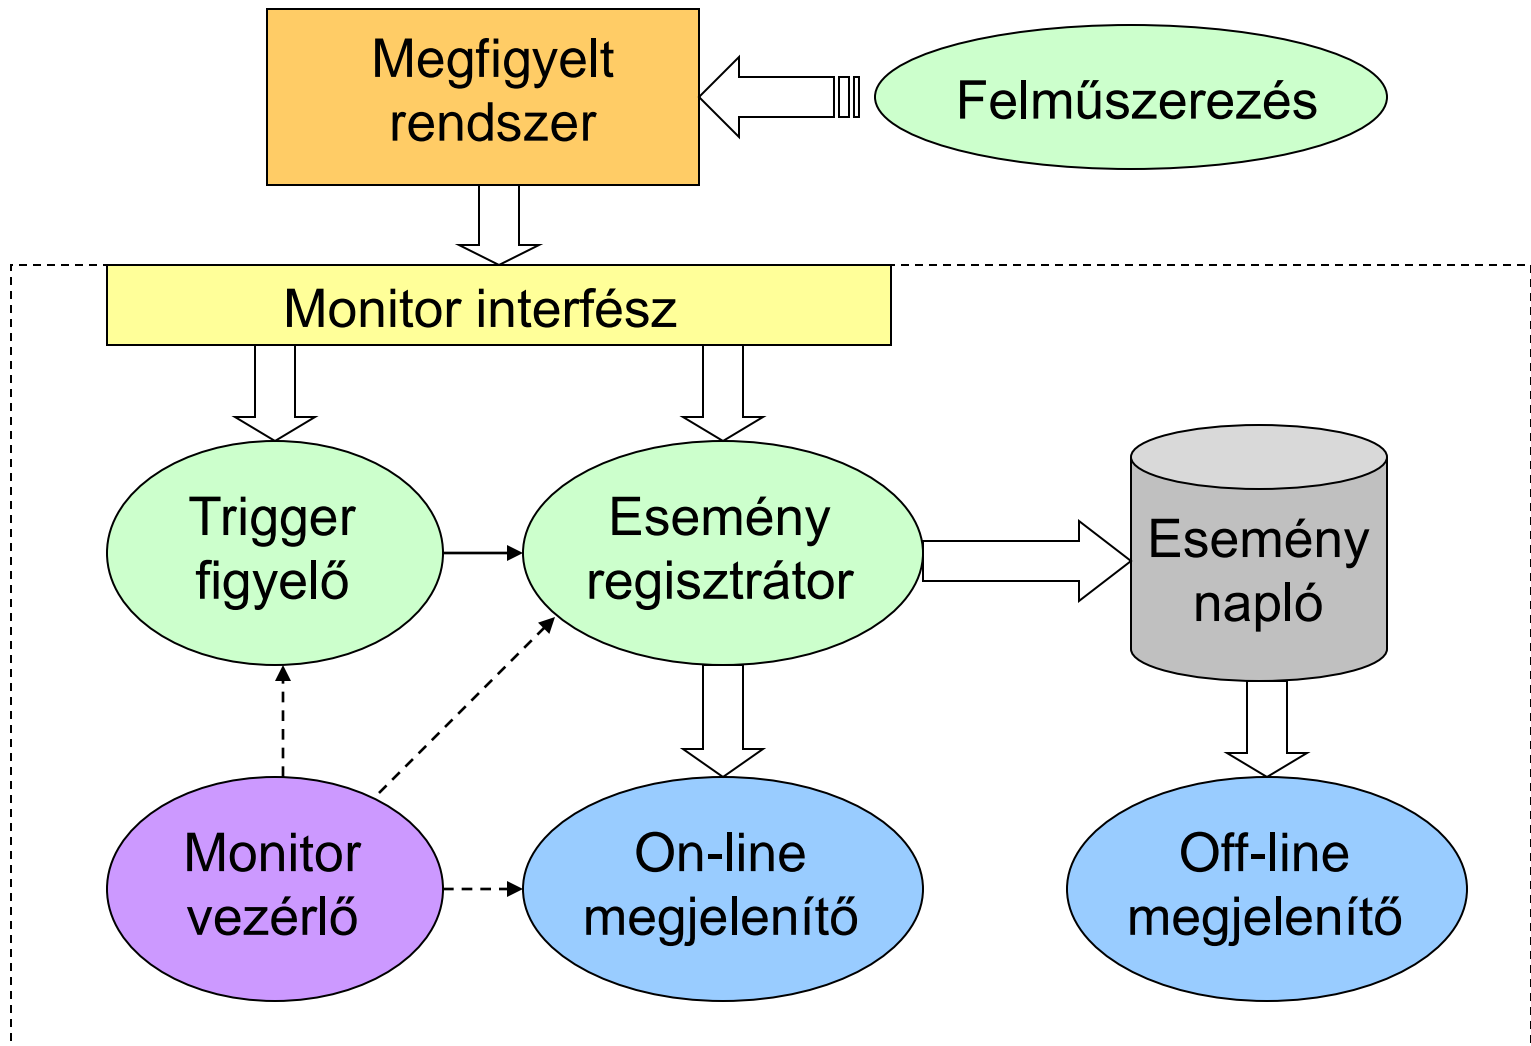 Megfigyelt
rendszer
Felműszerezés
Monitor interfész
Trigger
figyelő
Esemény
regisztrátor
Esemény
napló
Monitor
vezérlő
On-line
megjelenítő
Off-line
megjelenítő